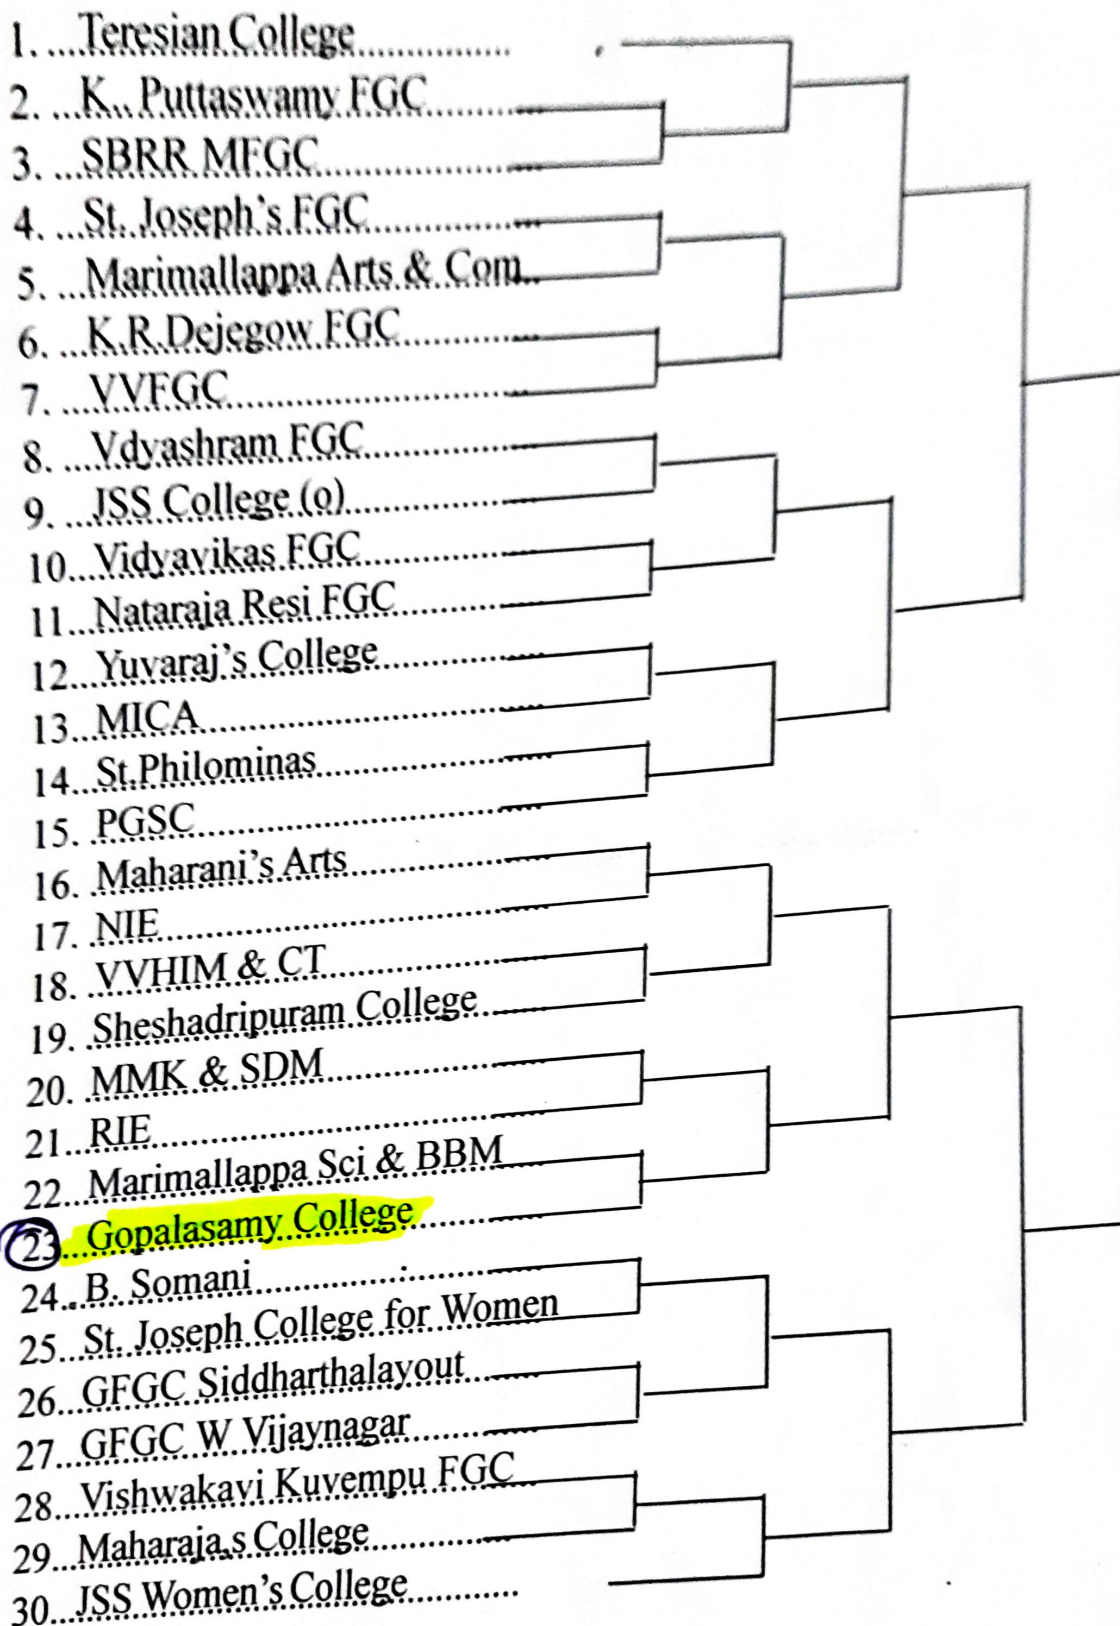 1. ....Teresian College................
2. ...K.. Puttaswamy FGC............
3. ...SBRR MFGC.......................
4. ...St. Joseph's FGC..................
5. ...Marimallappa Arts & Com..
6. ...K.R.Dejegow FGC...............
7. ....VVFGC................................
8. ....Vdyashram FGC..................
9. ...JSS College (o)....................
10...Vidyavikas FGC.................
11...Nataraja Resi FGC..............
12...Yuvaraj's College...............
13...MICA.................................
14...St.Philominas......................
15. .PGSC..................................
16. .Maharani's Arts....................
17. .NIE......................................
18. .VVHIM & CT.....................
19. .Sheshadripuram College......
20. .MMK & SDM.....................
21...RIE......................................
22...Marimallappa Sci & BBM
23...Gopalasamy College...........
24...B. Somani...............:...........
25...St. Joseph College for Women
26...GFGC Siddharthalayout......
27...GFGC W Vijaynagar...........
28...Vishwakavi Kuvempu FGC..
29...Maharaja,s College..............
30...JSS Women's College............